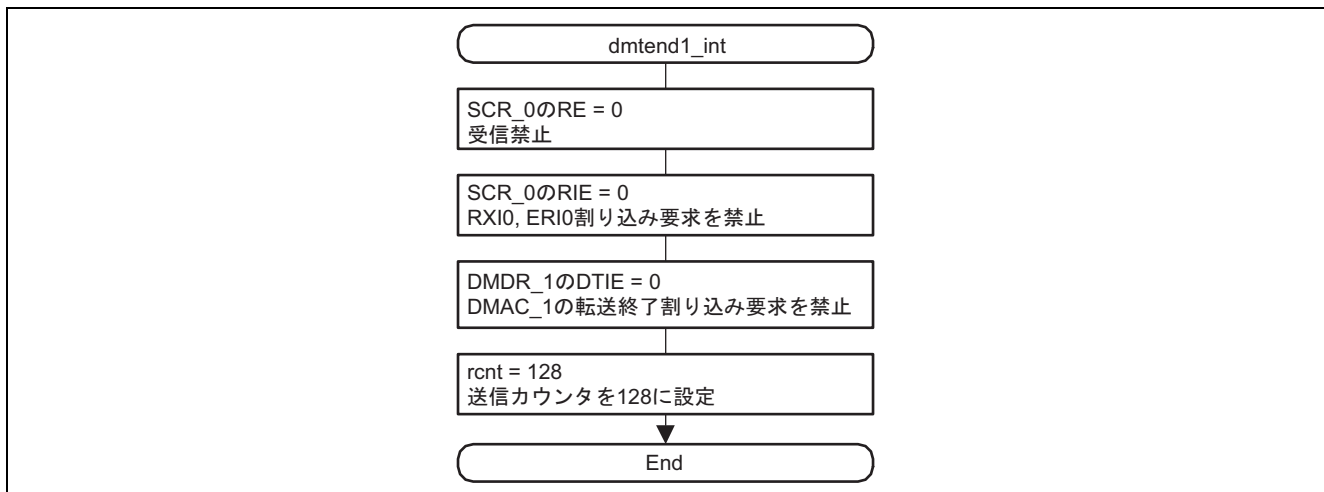 dmtend1_int
SCR_0のRE = 0
受信禁止
SCR_0のRIE = 0
RXI0, ERI0割り込み要求を禁止
DMDR_1のDTIE = 0
DMAC_1の転送終了割り込み要求を禁止
rcnt = 128
送信カウンタを128に設定
End